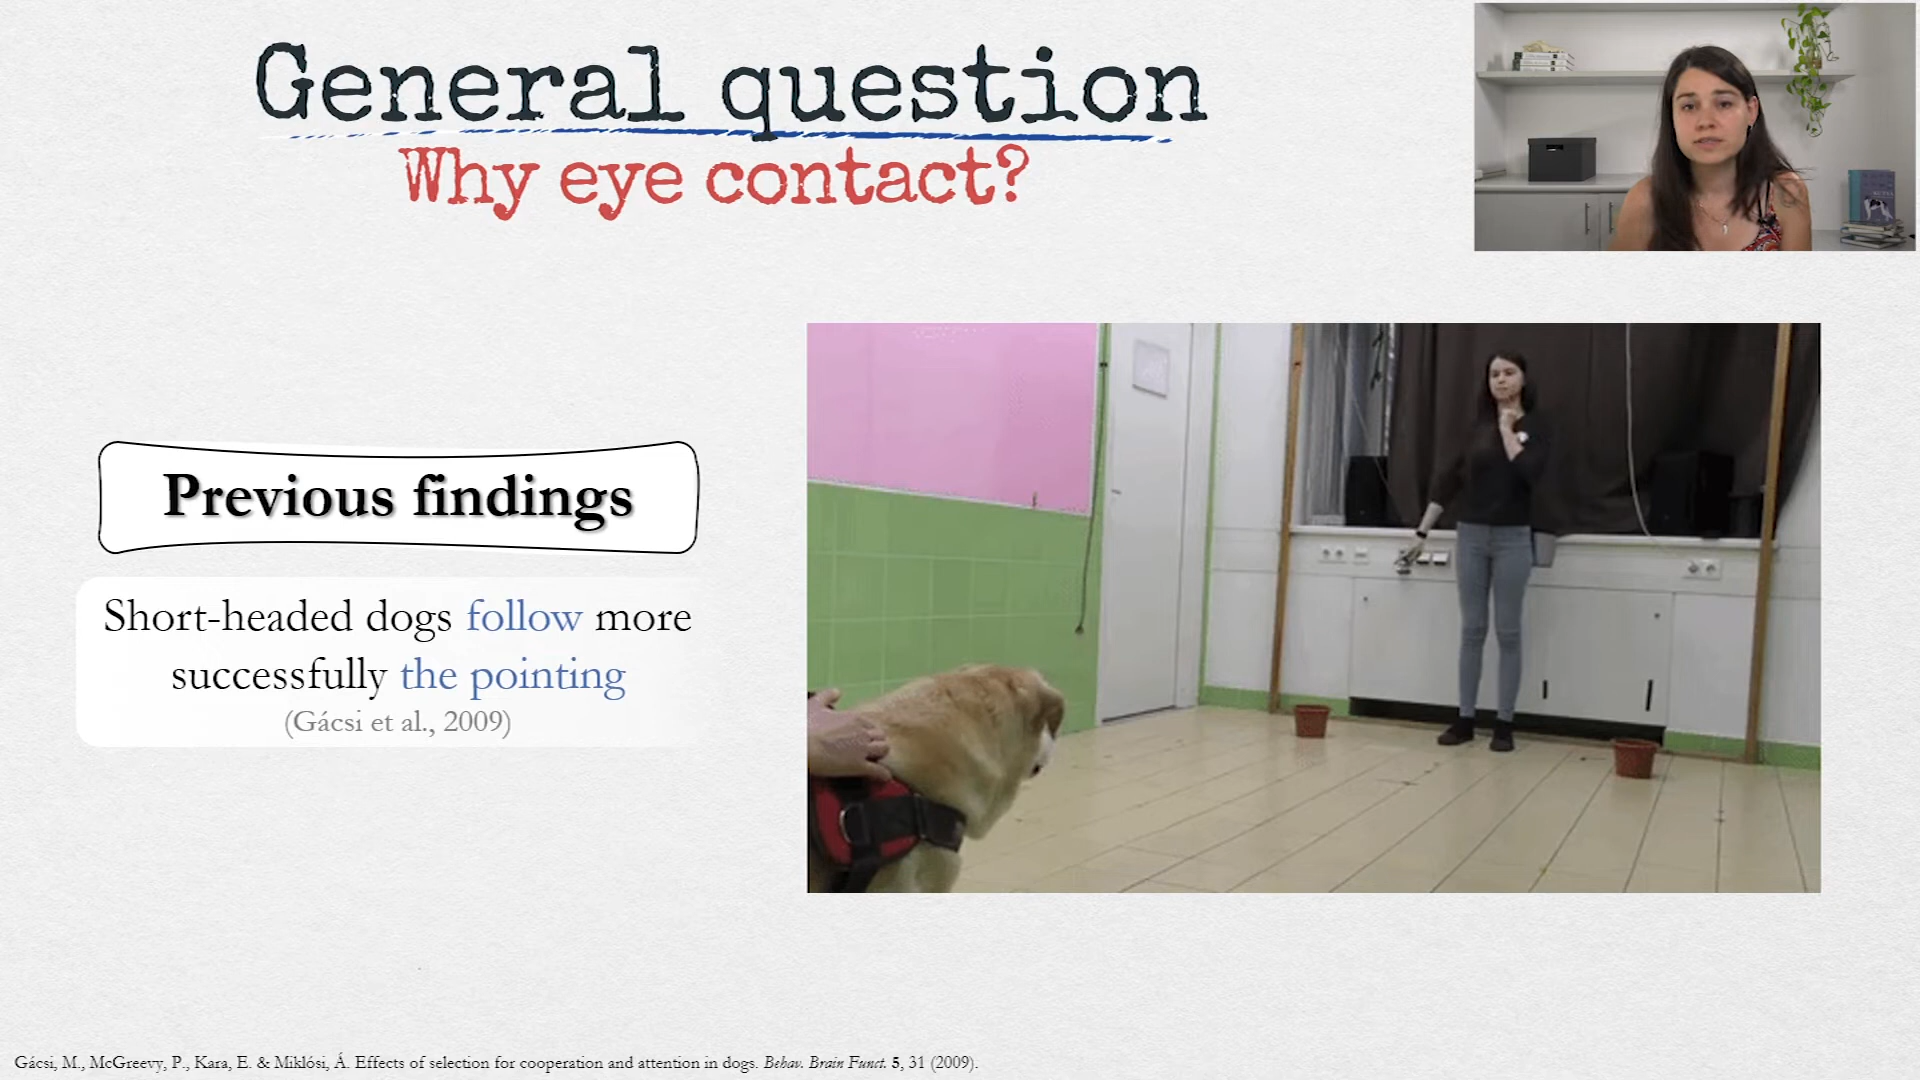 General question
Why eye contact?
Previous findings
Short-headed dogs follow more
successfully the pointing
(Gácsi et al., 2009)
Gácsi, M., McGreevy, P., Kara, E. & Miklósi, Á. Effects of selection for cooperation and attention in dogs. Behav. Brain Funct. 5, 31 (2009).